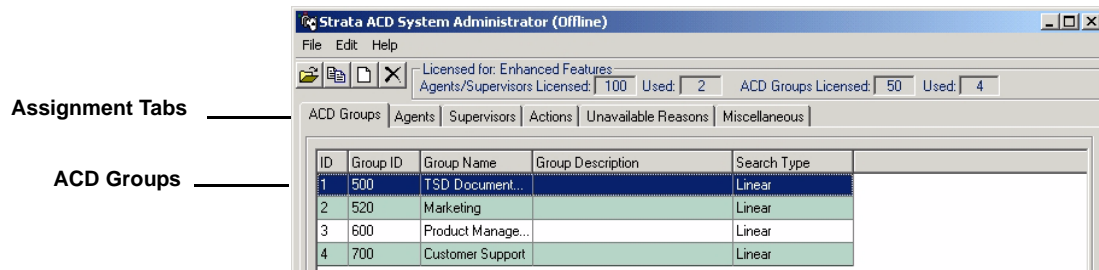 Strata ACD System Administrator (Offline)
File Edit Help
Licensed for: Enhanced Features
Agents/Supervisors Licensed: 100 Used: 2 ACD Groups Licensed: 50 Used: 4
Assignment Tabs
ACD Groups Agents Supervisors Actions Unavailable Reasons Miscellaneous
ID Group ID Group Name Group Description Search Type
ACD Groups
1 500 TSD Document... Linear
2 520 Marketing Linear
3 600 Product Manage... Linear
4 700 Customer Support Linear